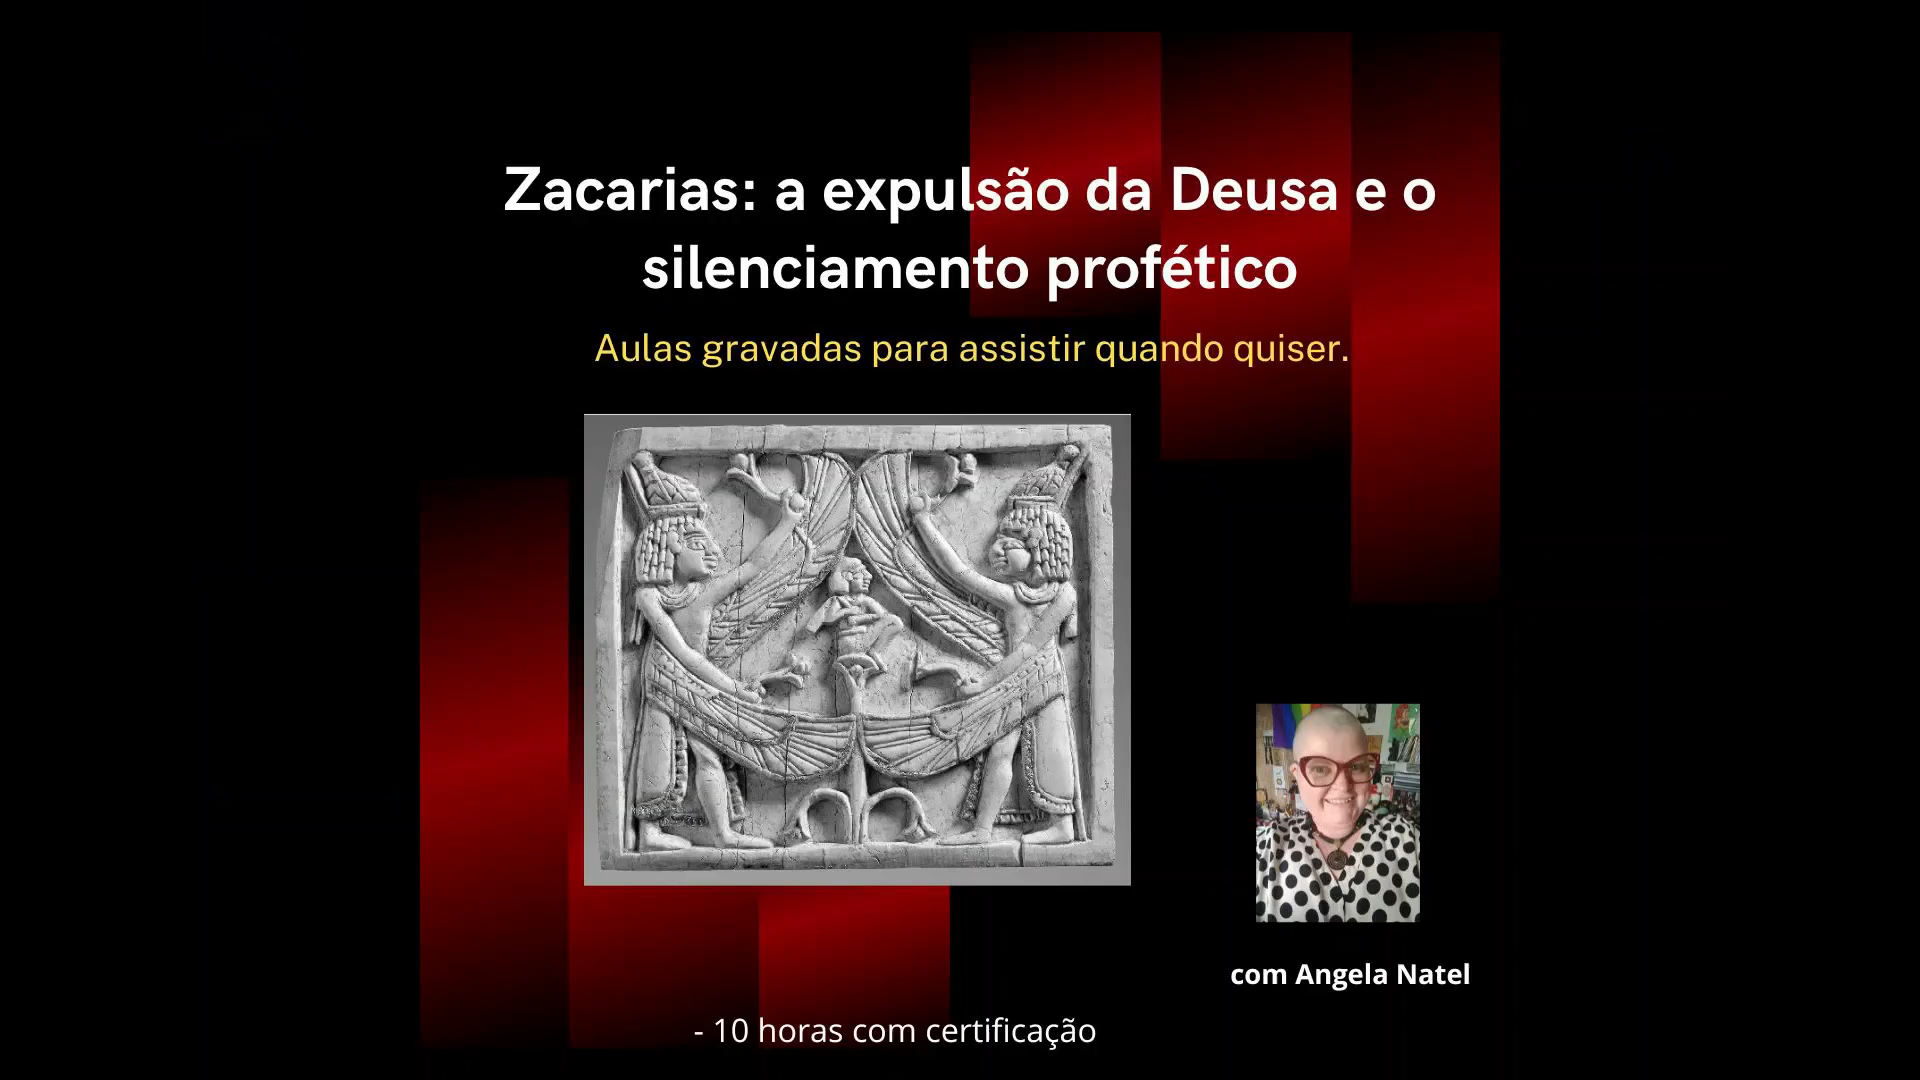 Zacarias: a expulsão da Deusa e o
silenciamento profético
Aulas gravadas para assistir quando quiser.
com Angela Natel
- 10 horas com certificação